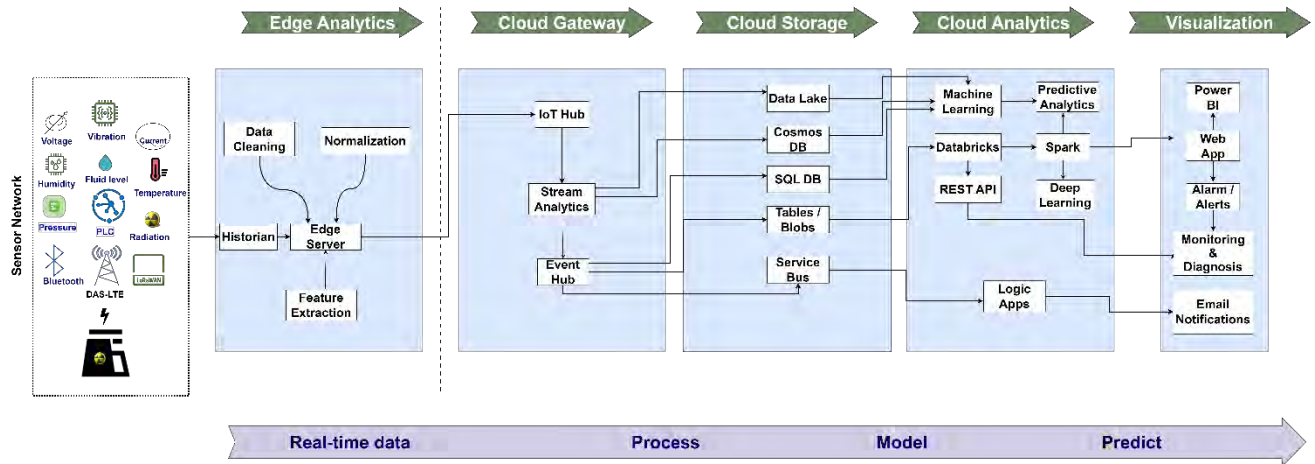 Edge Analytics
Cloud Gateway
Cloud Storage
Cloud Analytics
Visualization
Sensor Network
Voltage
Vibration
Current
Humidity
Fluid level
Temperature
Pressure
PLC
Radiation
Bluetooth
DAS-LTE
LoRaWAN
Data
Cleaning
Normalization
Historian
Edge
Server
Feature
Extraction
IoT Hub
Stream
Analytics
Event
Hub
Data Lake
Cosmos
DB
SQL DB
Tables /
Blobs
Service
Bus
Machine
Learning
Predictive
Analytics
Databricks
Spark
REST API
Deep
Learning
Logic
Apps
Power
BI
Web
App
Alarm /
Alerts
Monitoring
&
Diagnosis
Email
Notifications
Real-time data
Process
Model
Predict